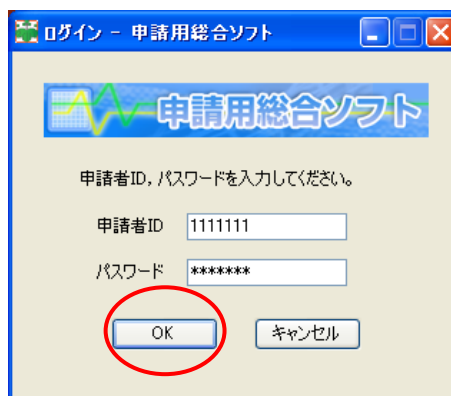 ログイン - 申請用総合ソフト
申請用総合ソフト
申請者ID, パスワードを入力してください。
申請者ID 1111111
パスワード *******
OK キャンセル